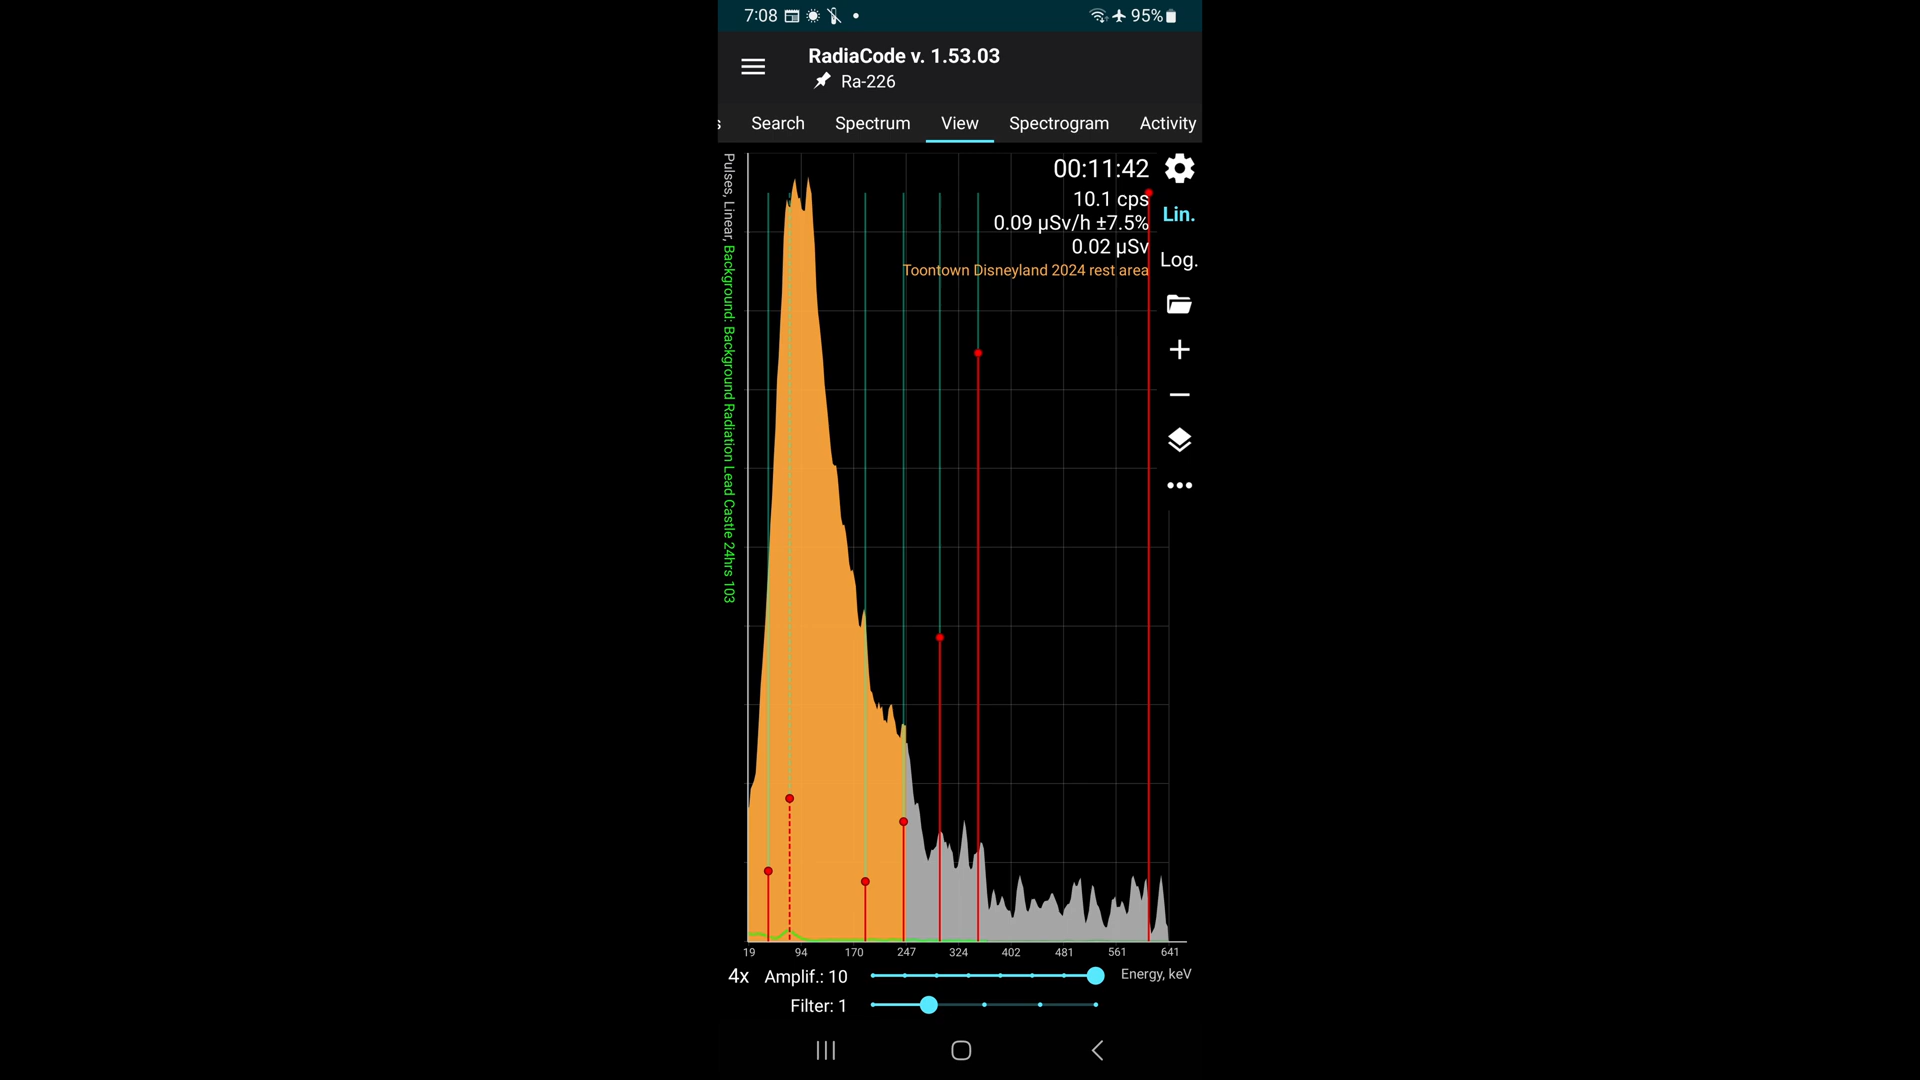 7:08
95%
RadiaCode v. 1.53.03
Ra-226
s
Search
Spectrum
View
Spectrogram
Activity
Pulses, Linear, Background: Background Radiation Lead Castle 24hrs 103
00:11:42
10.1 cps
0.09 µSv/h ±7.5%
0.02 µSv
Toontown Disneyland 2024 rest area
Lin.
Log.
19 94 170 247 324 402 481 561 641
4x Amplif.: 10
Energy, keV
Filter: 1